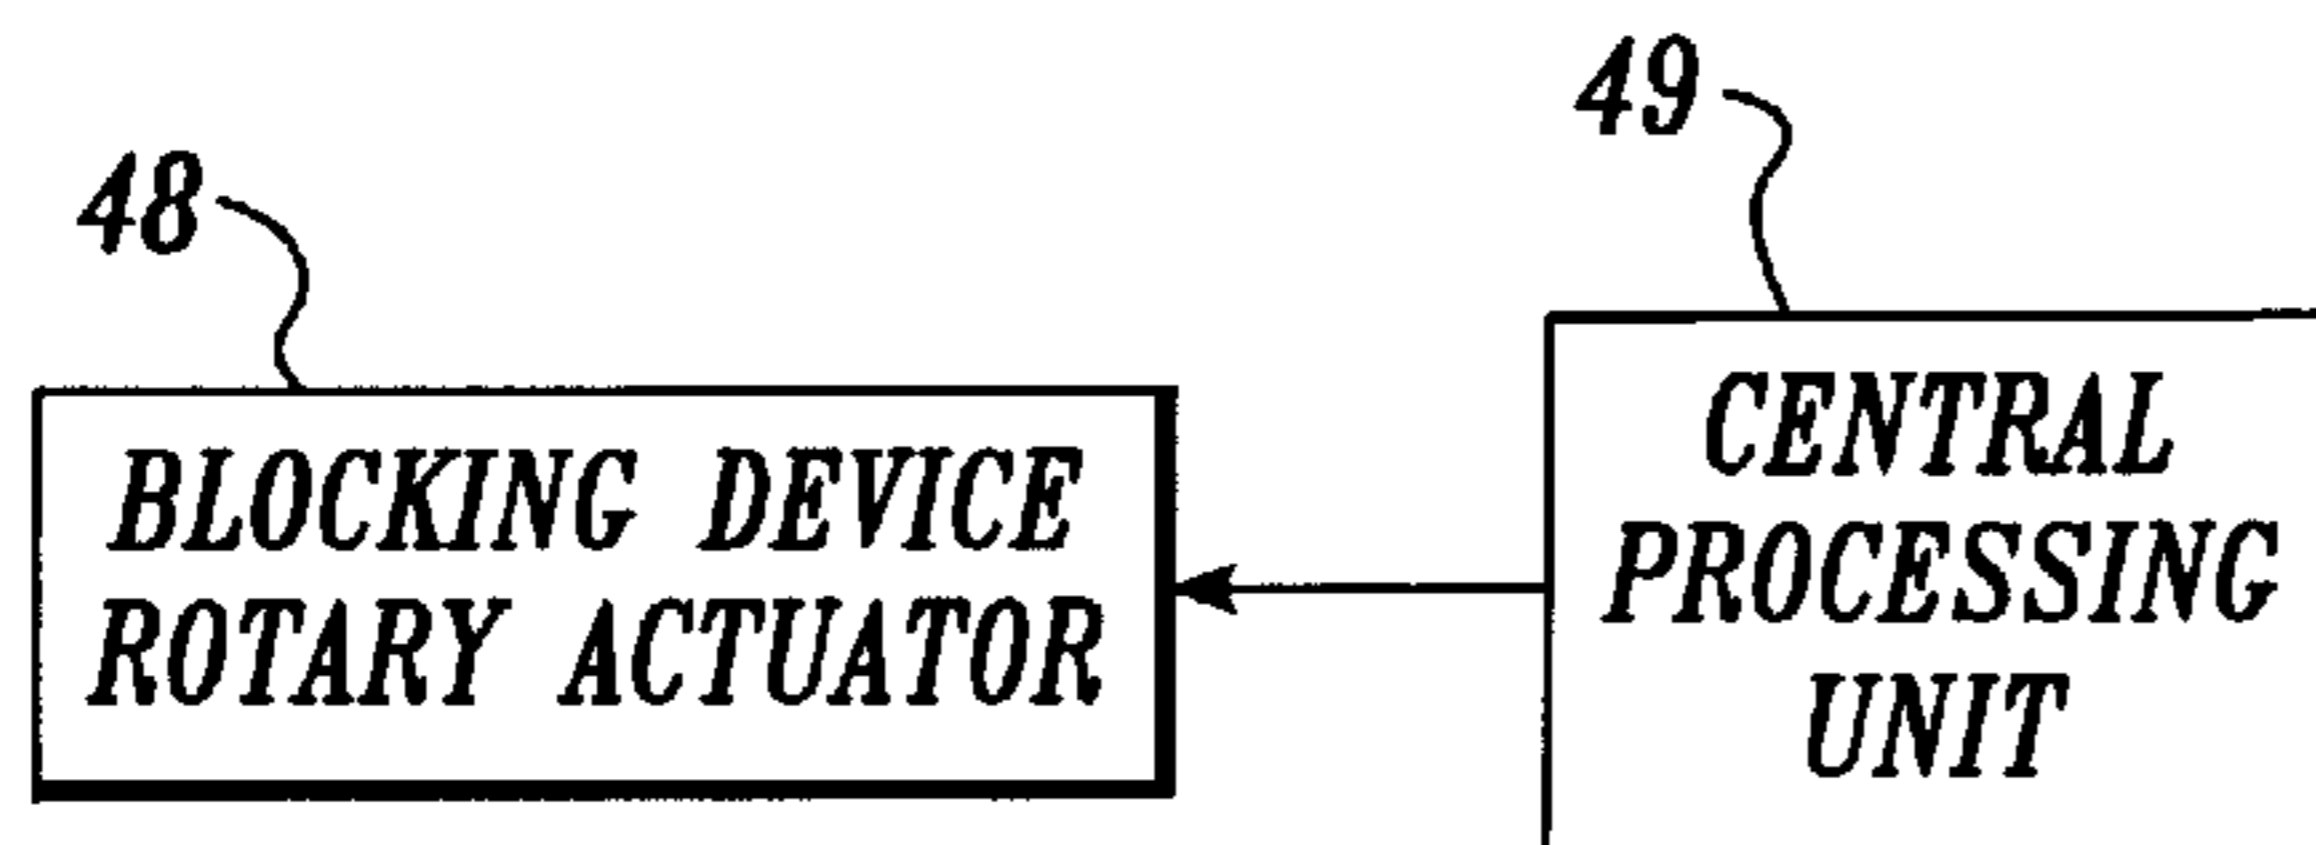 48
49
BLOCKING DEVICE
ROTARY ACTUATOR
CENTRAL
PROCESSING
UNIT